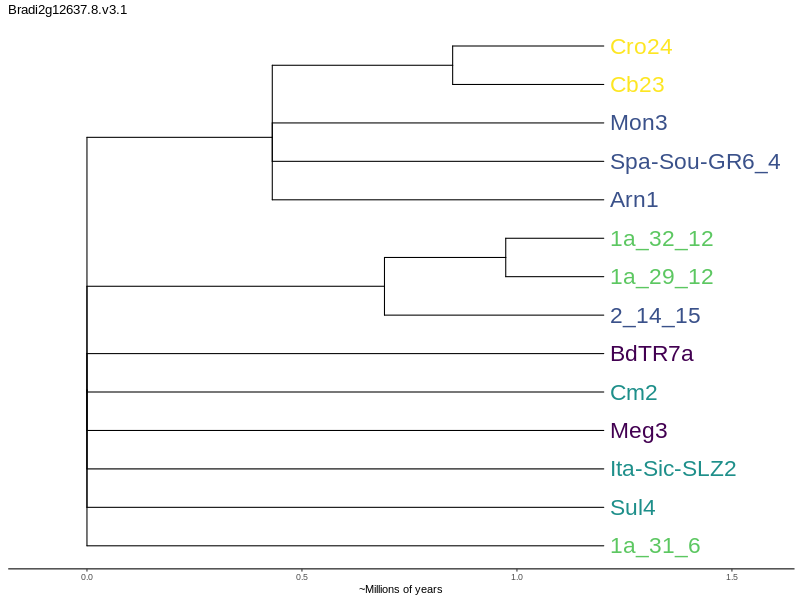 Bradi2g12637.8.v3.1
Cro24
Cb23
Mon3
Spa-Sou-GR6_4
Arn1
1a_32_12
1a_29_12
2_14_15
BdTR7a
Cm2
Meg3
Ita-Sic-SLZ2
Sul4
1a_31_6
0.0 0.5 1.0 1.5
~Millions of years